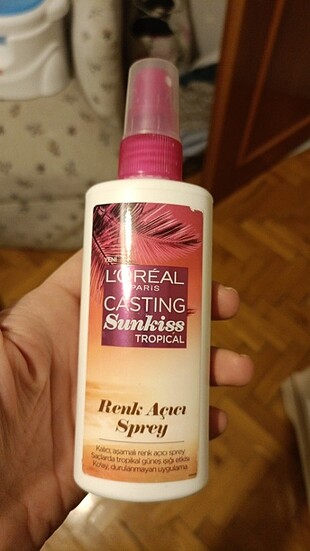 YENİ
L'ORÉAL
PARIS
CASTING
Sunkiss
TROPICAL
Renk Açıcı
Sprey
Kalıcı, aşamalı renk açıcı sprey
Saçlarda tropikal güneş ışığı etkisi
Kolay, durulanmayan uygulama